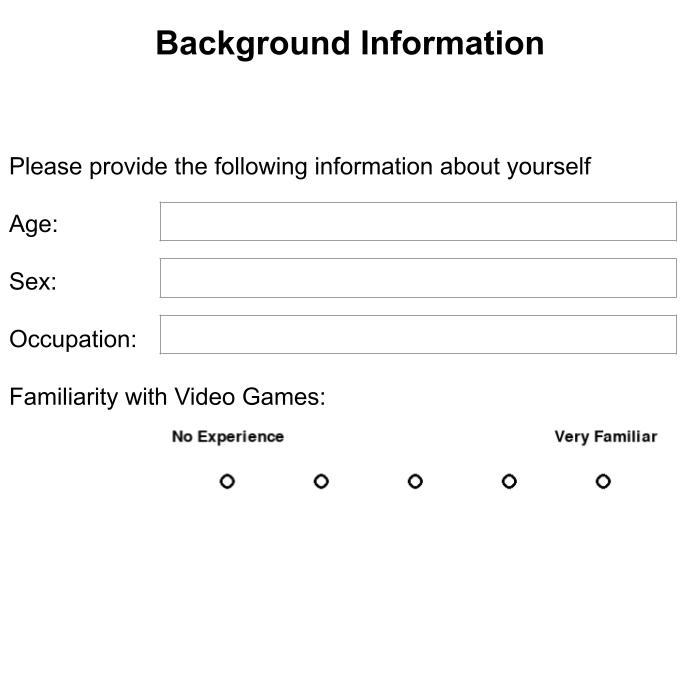 Background Information
Please provide the following information about yourself
Age:
Sex:
Occupation:
Familiarity with Video Games:
No Experience Very Familiar